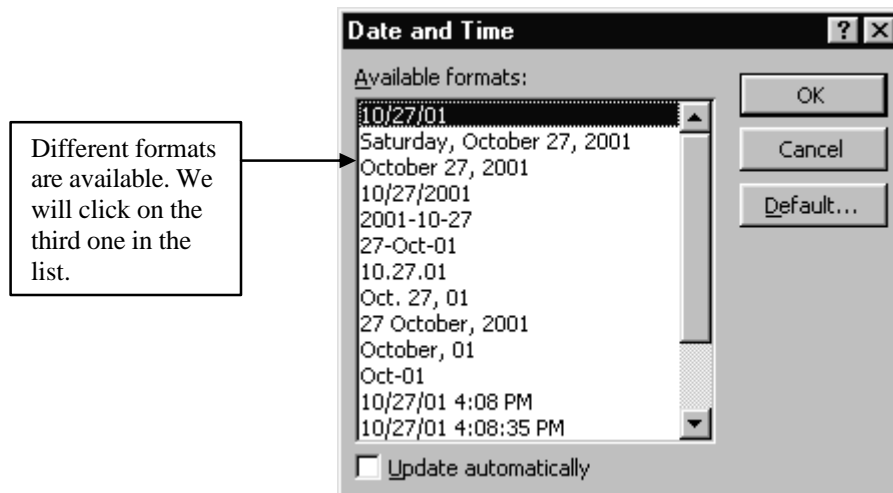 Date and Time
Available formats:
10/27/01
Saturday, October 27, 2001
October 27, 2001
10/27/2001
2001-10-27
27-Oct-01
10.27.01
Oct. 27, 01
27 October, 2001
October, 01
Oct-01
10/27/01 4:08 PM
10/27/01 4:08:35 PM
Update automatically
OK
Cancel
Default...
Different formats
are available. We
will click on the
third one in the
list.